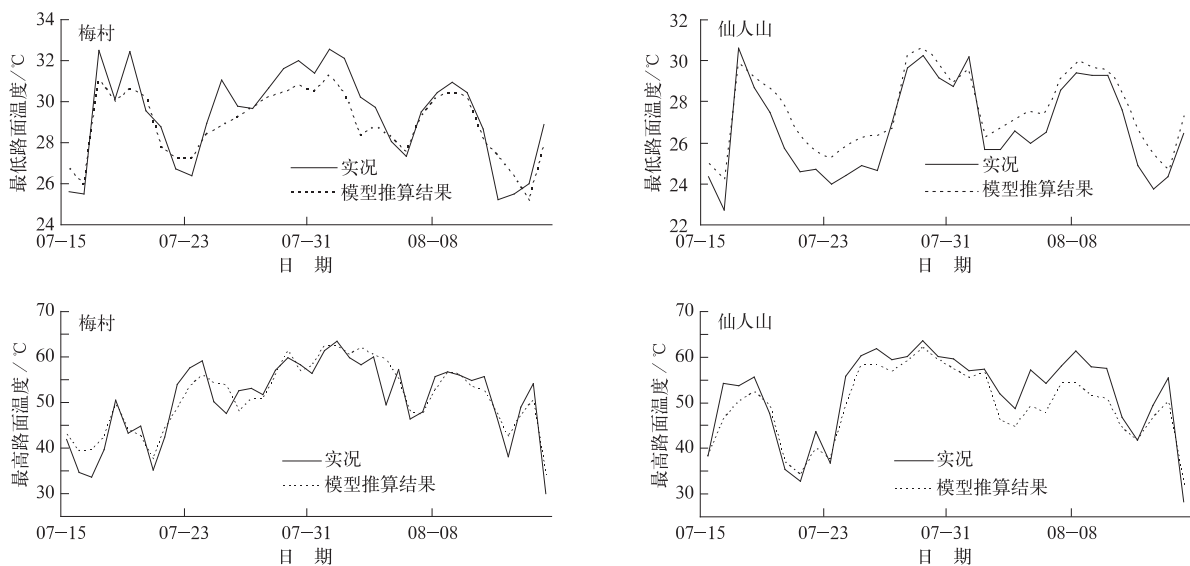 梅村
最低路面温度/℃
34
32
30
28
26
24
实况
模型推算结果
07-15 07-23 07-31 08-08
日 期
仙人山
最低路面温度/℃
32
30
28
26
24
22
实况
模型推算结果
07-15 07-23 07-31 08-08
日 期
梅村
最高路面温度/℃
70
60
50
40
30
实况
模型推算结果
07-15 07-23 07-31 08-08
日 期
仙人山
最高路面温度/℃
70
60
50
40
30
实况
模型推算结果
07-15 07-23 07-31 08-08
日 期